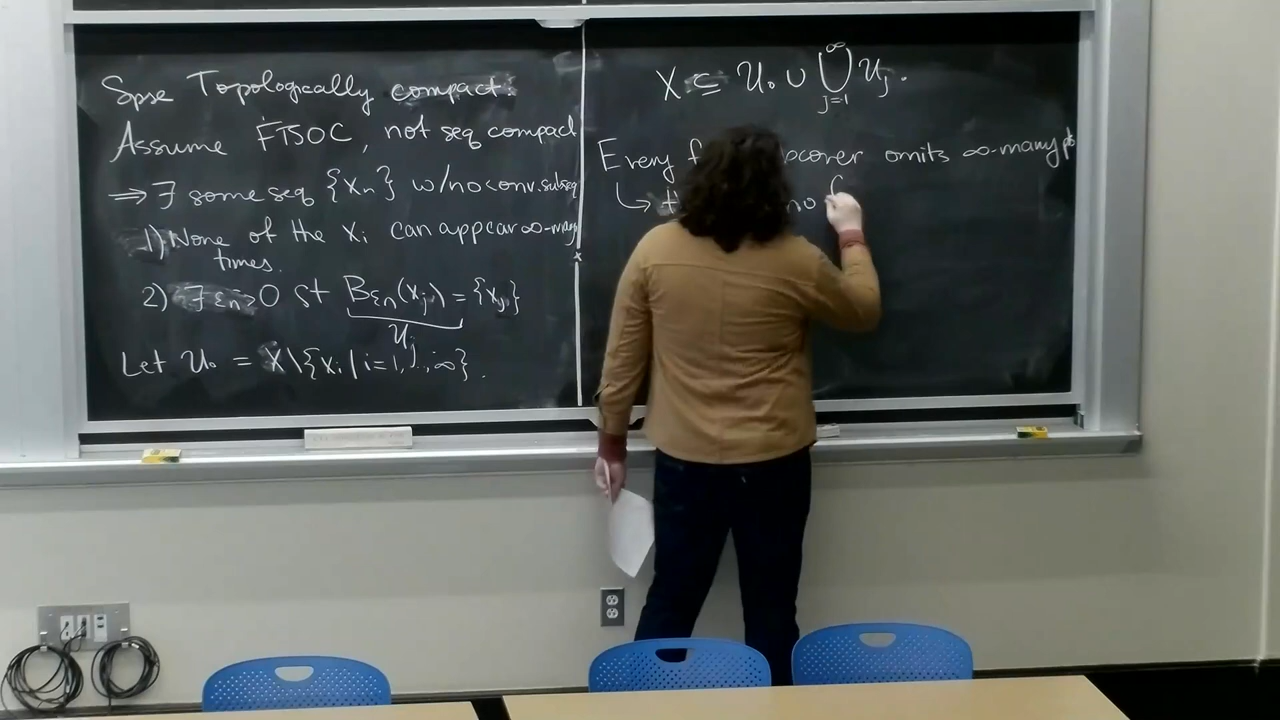 Spse Topologically compact.
Assume FTSOC, not seq compact
⇒ ∃ some seq {xₙ} w/no conv. subseq
1) None of the xᵢ can appear ∞-many
times.
2) ∃ εₙ>0 st B_εₙ(xⱼ) = {xⱼ}
Uⱼ
Let U₀ = X\{xᵢ | i=1,..,∞}.
X ⊆ U₀ ∪ ⋃_{j=1}^∞ Uⱼ.
Every omits ∞-many pts
↳ no